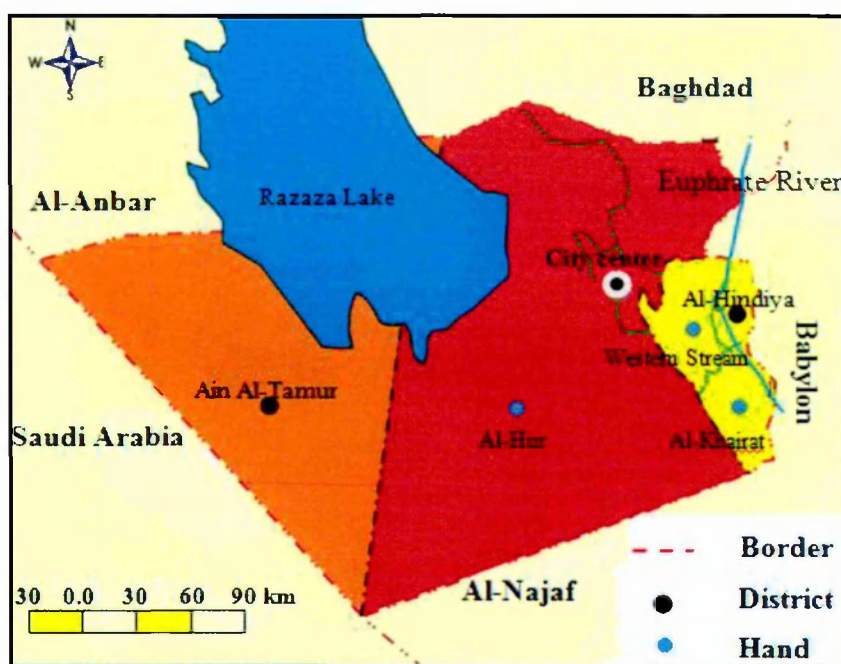 N
W E
S
Baghdad
Euphrate River
Al-Anbar
Razaza Lake
City center
Al-Hindiya
Western Stream
Babylon
Ain Al-Tamur
Saudi Arabia
Al-Hur
Al-Khairat
Al-Najaf
30 0.0 30 60 90 km
Border
District
Hand